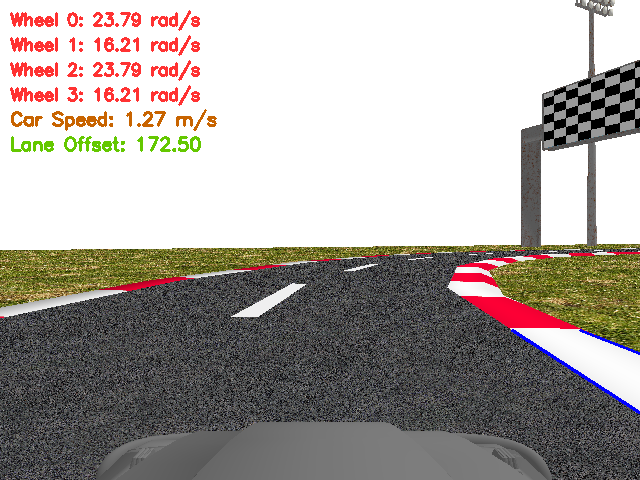 Wheel 0: 23.79 rad/s
Wheel 1: 16.21 rad/s
Wheel 2: 23.79 rad/s
Wheel 3: 16.21 rad/s
Car Speed: 1.27 m/s
Lane Offset: 172.50